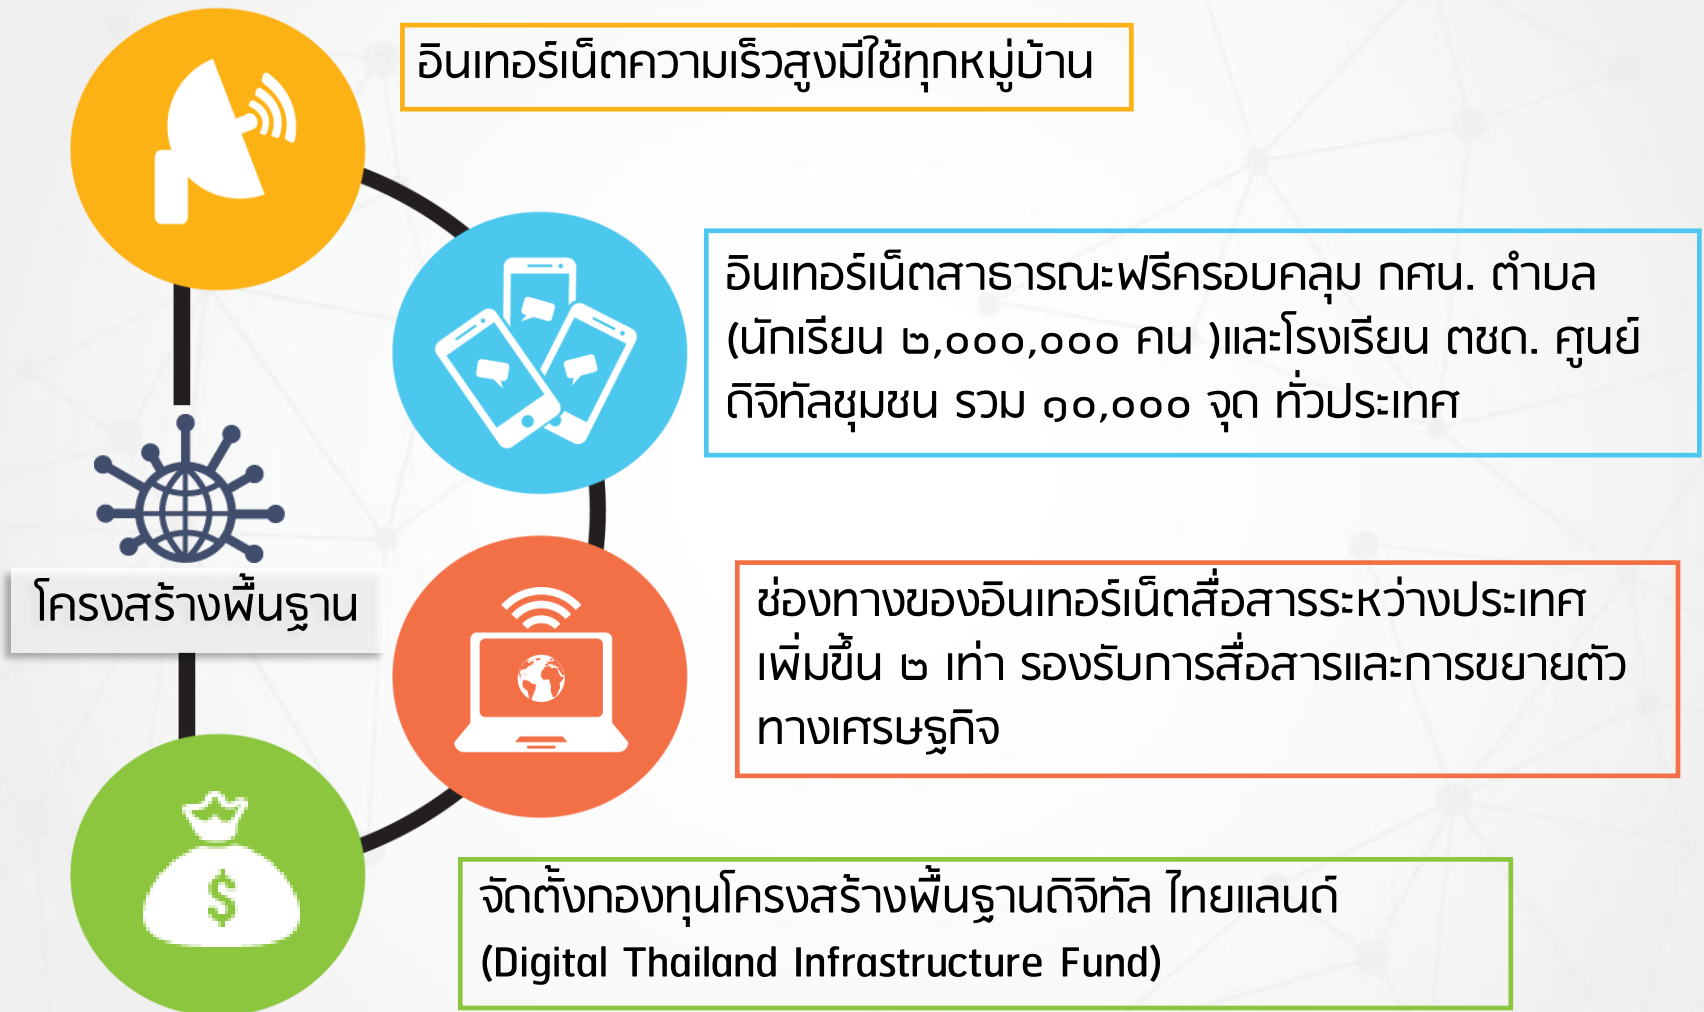 อินเทอร์เน็ตความเร็วสูงมีใช้ทุกหมู่บ้าน
อินเทอร์เน็ตสาธารณะฟรีครอบคลุม กศน. ตำบล
(นักเรียน ๒,๐๐๐,๐๐๐ คน )และโรงเรียน ตชด. ศูนย์
ดิจิทัลชุมชน รวม ๑๐,๐๐๐ จุด ทั่วประเทศ
โครงสร้างพื้นฐาน
ช่องทางของอินเทอร์เน็ตสื่อสารระหว่างประเทศ
เพิ่มขึ้น ๒ เท่า รองรับการสื่อสารและการขยายตัว
ทางเศรษฐกิจ
$
จัดตั้งกองทุนโครงสร้างพื้นฐานดิจิทัล ไทยแลนด์
(Digital Thailand Infrastructure Fund)